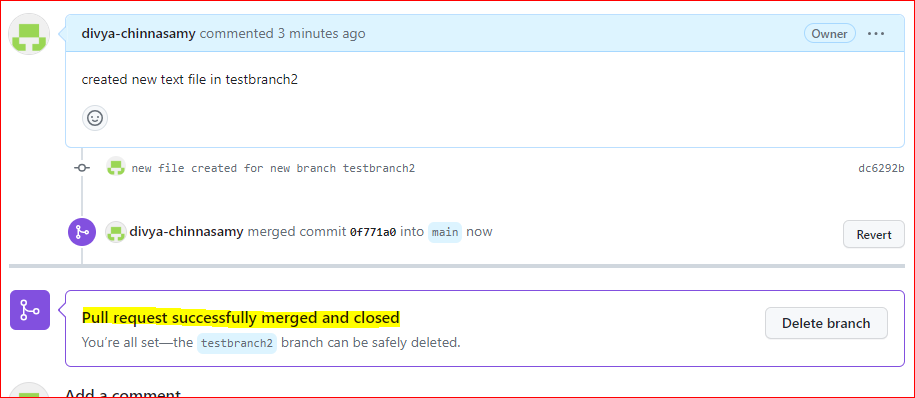 divya-chinnasamy commented 3 minutes ago Owner ...
created new text file in testbranch2
new file created for new branch testbranch2 dc6292b
divya-chinnasamy merged commit 0f771a0 into main now Revert
Pull request successfully merged and closed
Delete branch
You're all set—the testbranch2 branch can be safely deleted.
Add a comment